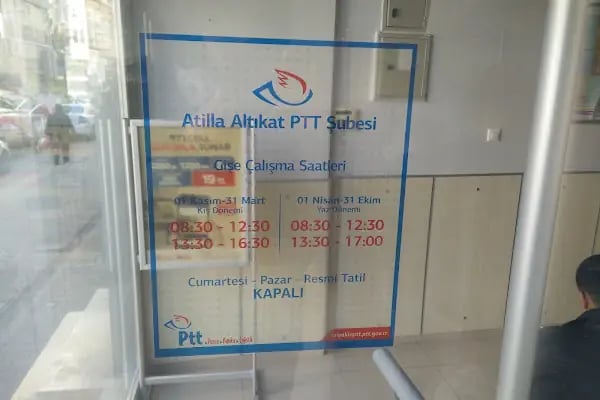 Atilla Altıkat PTT Şubesi
Gişe Çalışma Saatleri
01 Kasım-31 Mart
Kış Dönemi
08:30 - 12:30
13:30 - 16:30
01 Nisan-31 Ekim
Yaz Dönemi
08:30 - 12:30
13:30 - 17:00
Cumartesi - Pazar - Resmi Tatil
KAPALI
Ptt
19